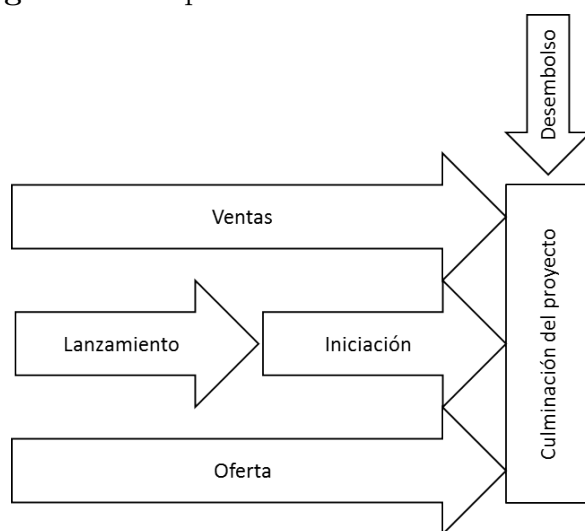 Desembolso
Ventas
Lanzamiento
Iniciación
Oferta
Culminación del proyecto